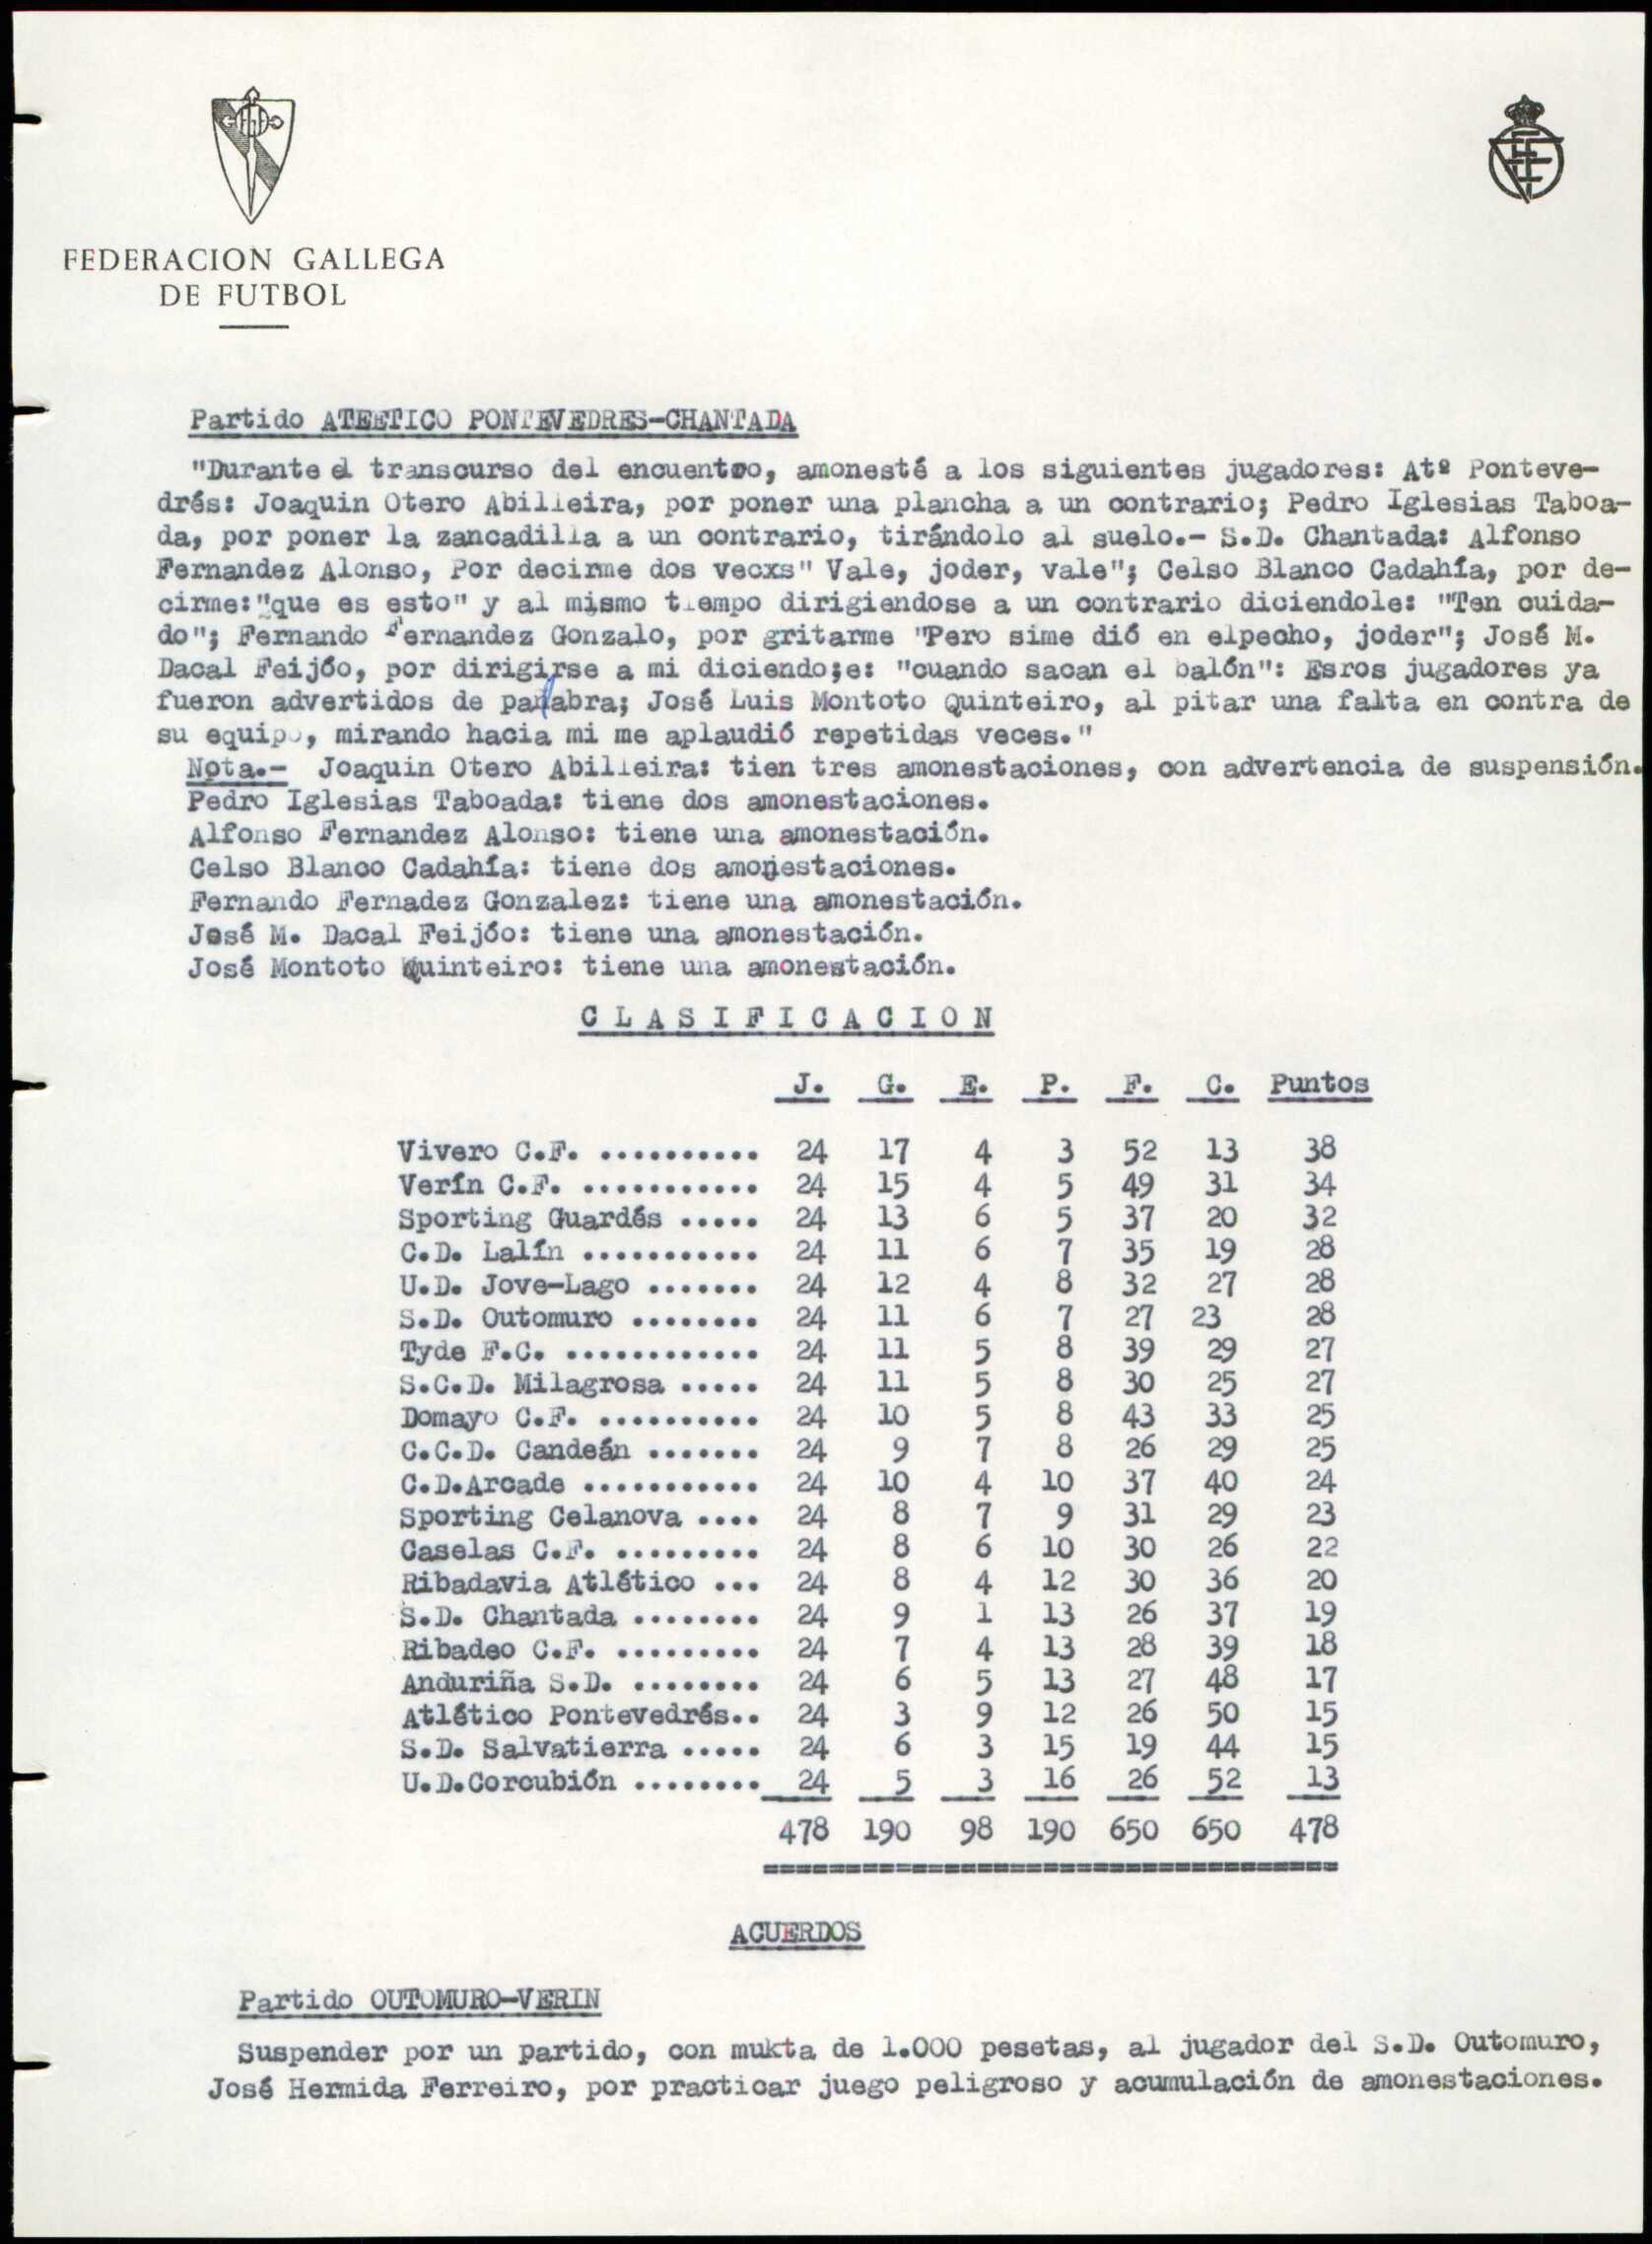 FEDERACION GALLEGA
DE FUTBOL
Partido ATEETICO PONTEVEDRES-CHANTADA
"Durante el transcurso del encuentro, amonesté a los siguientes jugadores: Atº Ponteve-
drés: Joaquin Otero Abilleira, por poner una plancha a un contrario; Pedro Iglesias Taboa-
da, por poner la zancadilla a un contrario, tirándolo al suelo.- S.D. Chantada: Alfonso
Fernandez Alonso, Por decirme dos vecxs" Vale, joder, vale"; Celso Blanco Cadahía, por de-
cirme:"que es esto" y al mismo tiempo dirigiendose a un contrario diciendole: "Ten cuida-
do"; Fernando Fernandez Gonzalo, por gritarme "Pero sime dió en elpecho, joder"; José M.
Dacal Feijóo, por dirigirse a mi diciendo;e: "cuando sacan el balón": Esros jugadores ya
fueron advertidos de palabra; José Luis Montoto Quinteiro, al pitar una falta en contra de
su equipo, mirando hacia mi me aplaudió repetidas veces."
Nota.- Joaquin Otero Abilleira: tien tres amonestaciones, con advertencia de suspensión.
Pedro Iglesias Taboada: tiene dos amonestaciones.
Alfonso Fernandez Alonso: tiene una amonestación.
Celso Blanco Cadahía: tiene dos amonestaciones.
Fernando Fernadez Gonzalez: tiene una amonestación.
José M. Dacal Feijóo: tiene una amonestación.
José Montoto Quinteiro: tiene una amonestación.
C L A S I F I C A C I O N
J. G. E. P. F. C. Puntos
Vivero C.F. .......... 24 17 4 3 52 13 38
Verín C.F. ........... 24 15 4 5 49 31 34
Sporting Guardés ..... 24 13 6 5 37 20 32
C.D. Lalín ........... 24 11 6 7 35 19 28
U.D. Jove-Lago ....... 24 12 4 8 32 27 28
S.D. Outomuro ........ 24 11 6 7 27 23 28
Tyde F.C. ............ 24 11 5 8 39 29 27
S.C.D. Milagrosa ..... 24 11 5 8 30 25 27
Domayo C.F. .......... 24 10 5 8 43 33 25
C.C.D. Candeán ....... 24 9 7 8 26 29 25
C.D.Arcade ........... 24 10 4 10 37 40 24
Sporting Celanova .... 24 8 7 9 31 29 23
Caselas C.F. ......... 24 8 6 10 30 26 22
Ribadavia Atlético ... 24 8 4 12 30 36 20
S.D. Chantada ........ 24 9 1 13 26 37 19
Ribadeo C.F. ......... 24 7 4 13 28 39 18
Anduriña S.D. ........ 24 6 5 13 27 48 17
Atlético Pontevedrés.. 24 3 9 12 26 50 15
S.D. Salvatierra ..... 24 6 3 15 19 44 15
U.D.Corcubión ........ 24 5 3 16 26 52 13
478 190 98 190 650 650 478
===================================
ACUERDOS
Partido OUTOMURO-VERIN
Suspender por un partido, con mukta de 1.000 pesetas, al jugador del S.D. Outomuro,
José Hermida Ferreiro, por practicar juego peligroso y acumulación de amonestaciones.